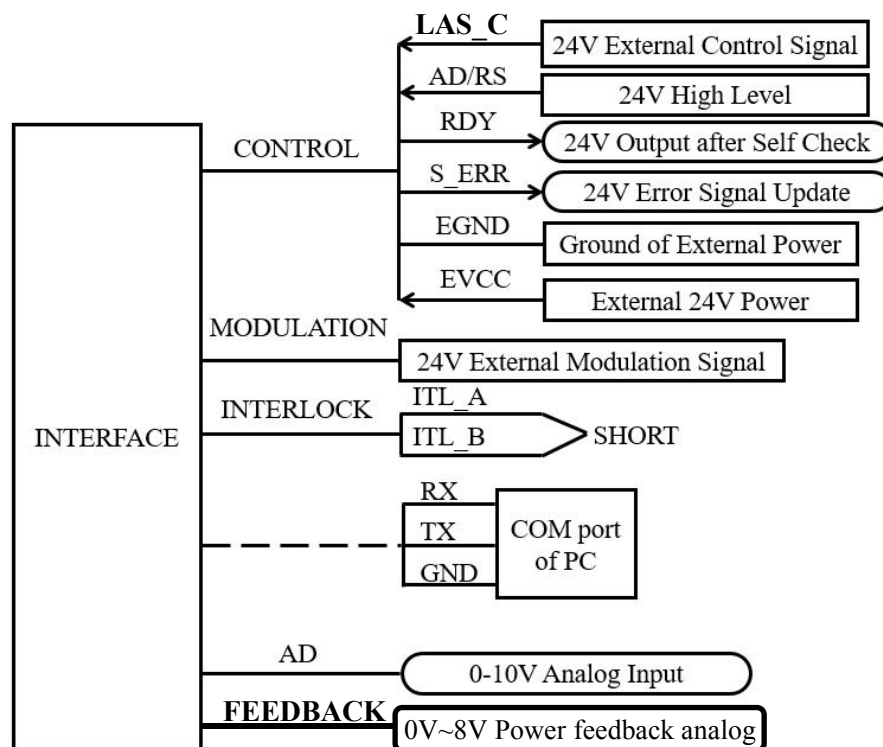 LAS_C
24V External Control Signal
AD/RS
24V High Level
RDY
24V Output after Self Check
CONTROL
S_ERR
24V Error Signal Update
EGND
Ground of External Power
EVCC
External 24V Power
MODULATION
24V External Modulation Signal
INTERFACE
INTERLOCK
ITL_A
ITL_B
SHORT
RX
TX
GND
COM port
of PC
AD
0-10V Analog Input
FEEDBACK
0V~8V Power feedback analog